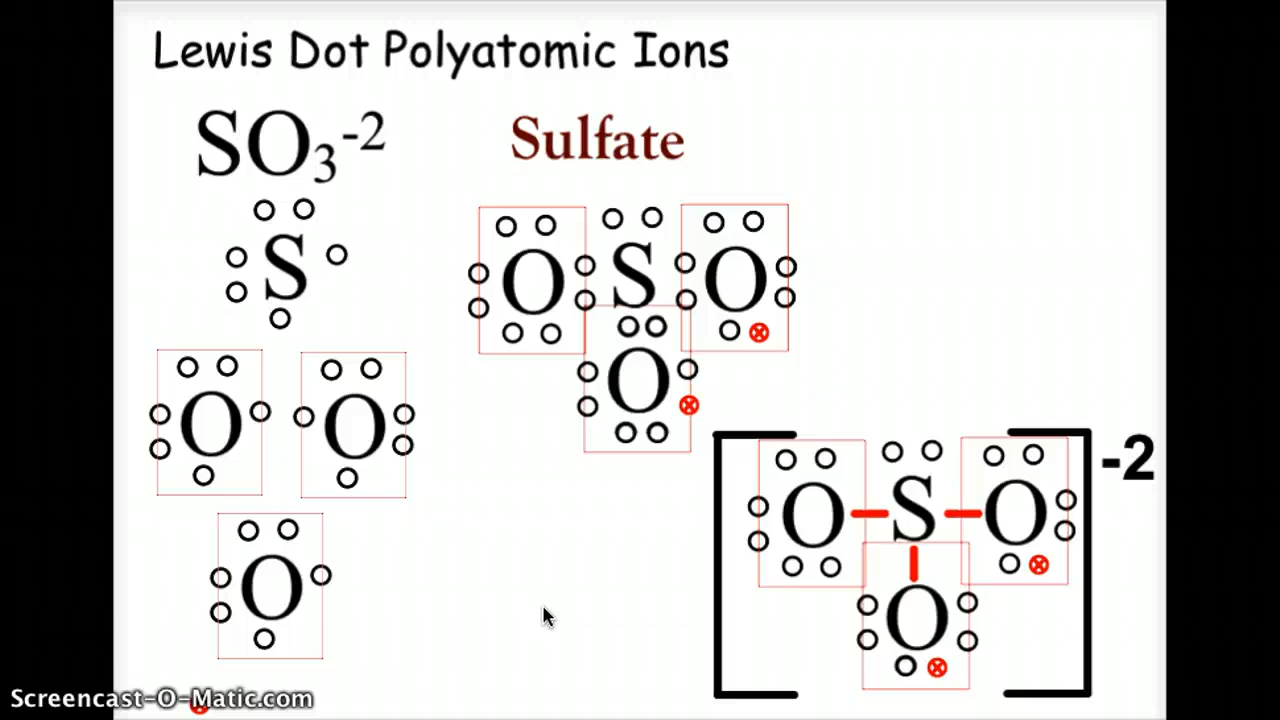 Lewis Dot Polyatomic Ions
SO₃⁻² Sulfate
S
O S O
O
O O
O
O S O -2
O
Screencast-O-Matic.com